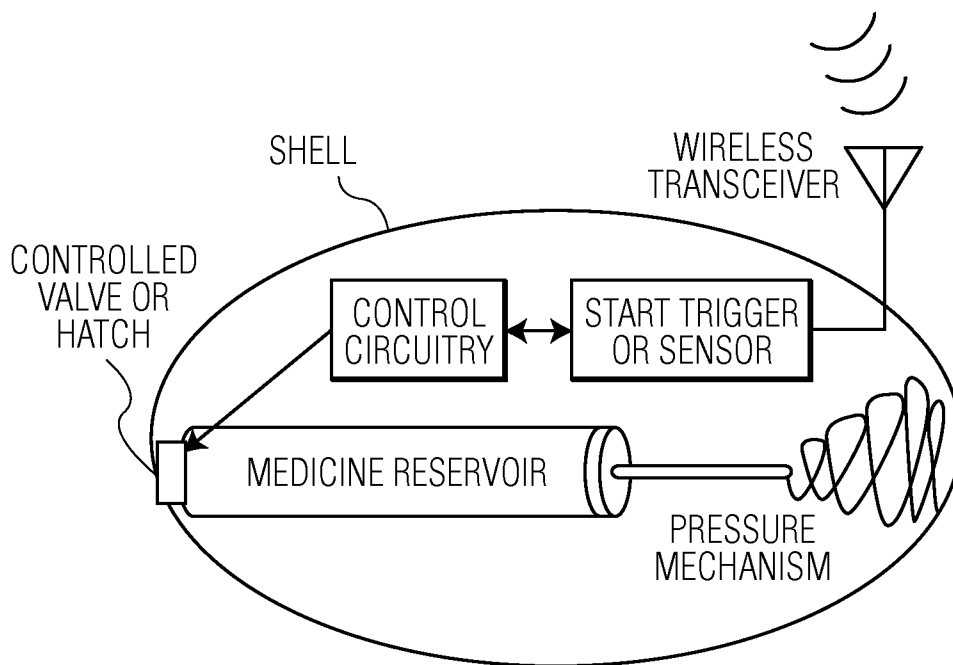 SHELL
WIRELESS
TRANSCEIVER
CONTROLLED
VALVE OR
HATCH
CONTROL
CIRCUITRY
START TRIGGER
OR SENSOR
MEDICINE RESERVOIR
PRESSURE
MECHANISM